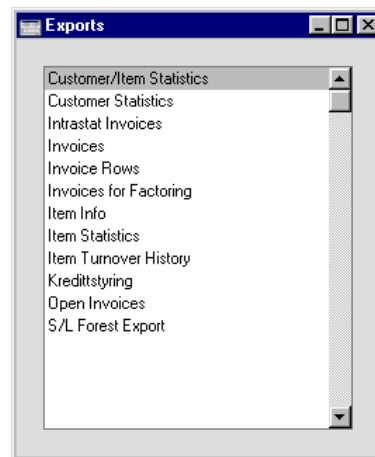 Exports
Customer/Item Statistics
Customer Statistics
Intrastat Invoices
Invoices
Invoice Rows
Invoices for Factoring
Item Info
Item Statistics
Item Turnover History
Kredittstyring
Open Invoices
S/L Forest Export